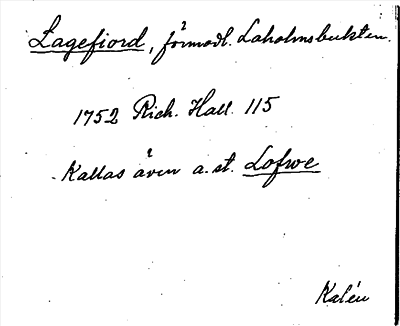 Lagefiord, förmodl. Laholmsbukten.
1752 Rich. Hall. 115
Kallas även a. st. Lofwe
Kalén